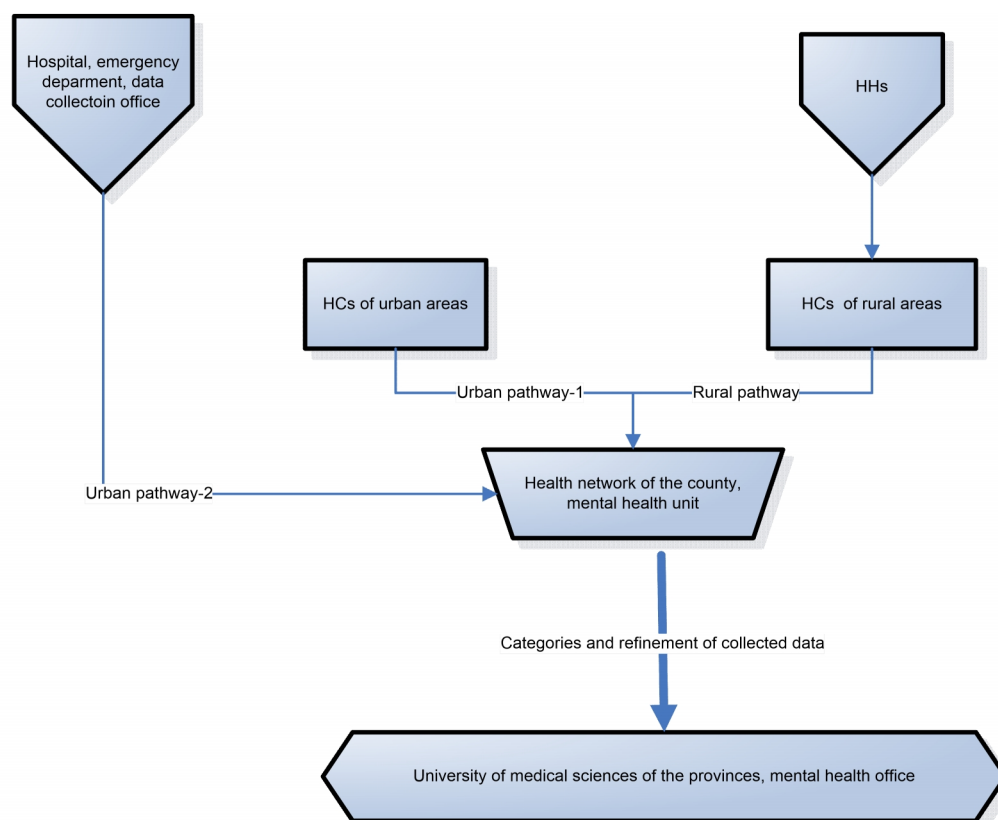 Hospital, emergency
deparment, data
collectoin office
HHs
HCs of urban areas
HCs of rural areas
Urban pathway-1
Rural pathway
Health network of the county,
mental health unit
Urban pathway-2
Categories and refinement of collected data
University of medical sciences of the provinces, mental health office